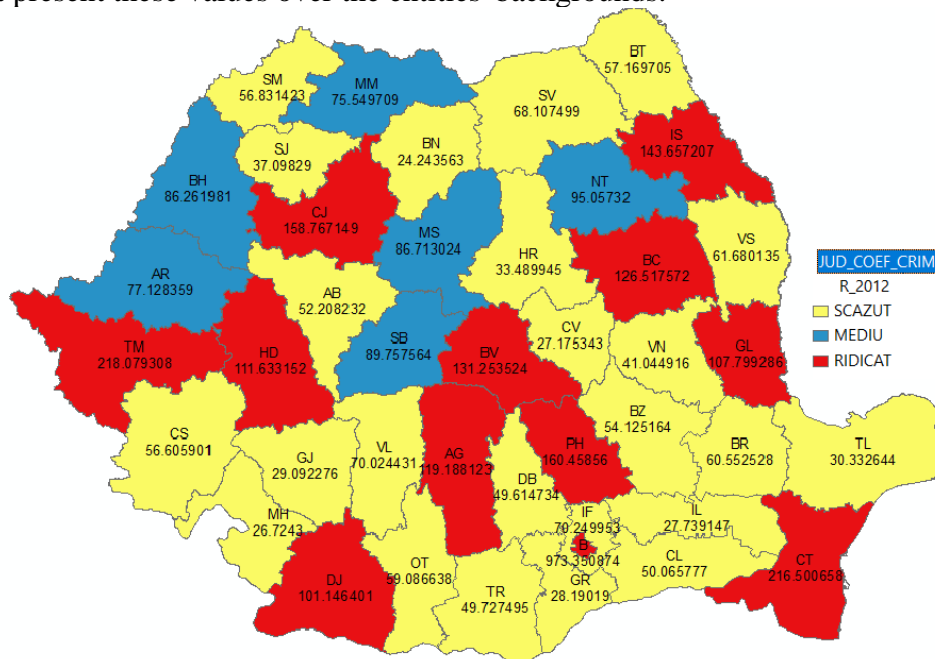 present these values over the entities' backgrounds.
BT
57.169705
SM
56.831423
MM
75.549709
SV
68.107499
IS
143.657207
BN
24.243563
SJ
37.09829
BH
86.261981
NT
95.05732
CJ
158.767149
MS
86.713024
HR
33.489945
BC
126.517572
VS
61.680135
AR
77.128359
AB
52.208232
TM
218.079308
HD
111.633152
SB
89.757564
BV
131.253524
CV
27.175343
VN
41.044916
GL
107.799286
CS
56.605901
GJ
29.092276
VL
70.024431
AG
119.188123
PH
160.45856
BZ
54.125164
BR
60.552528
TL
30.332644
DB
49.614734
MH
26.7243
IF
70.249953
IL
27.739147
B
973.350874
DJ
101.146401
OT
59.086638
TR
49.727495
GR
28.19019
CL
50.065777
CT
216.500658
JUD_COEF_CRIM
R_2012
SCAZUT
MEDIU
RIDICAT